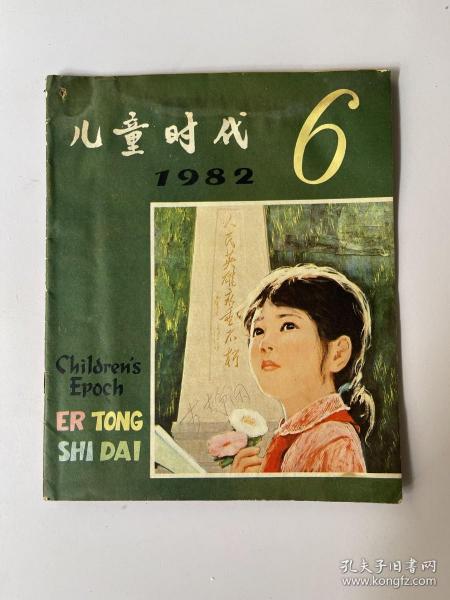 儿童时代
6
1982
人民英雄永垂不朽
Children's
Epoch
ER TONG
SHI DAI
孔夫子旧书网
www.kongfz.com